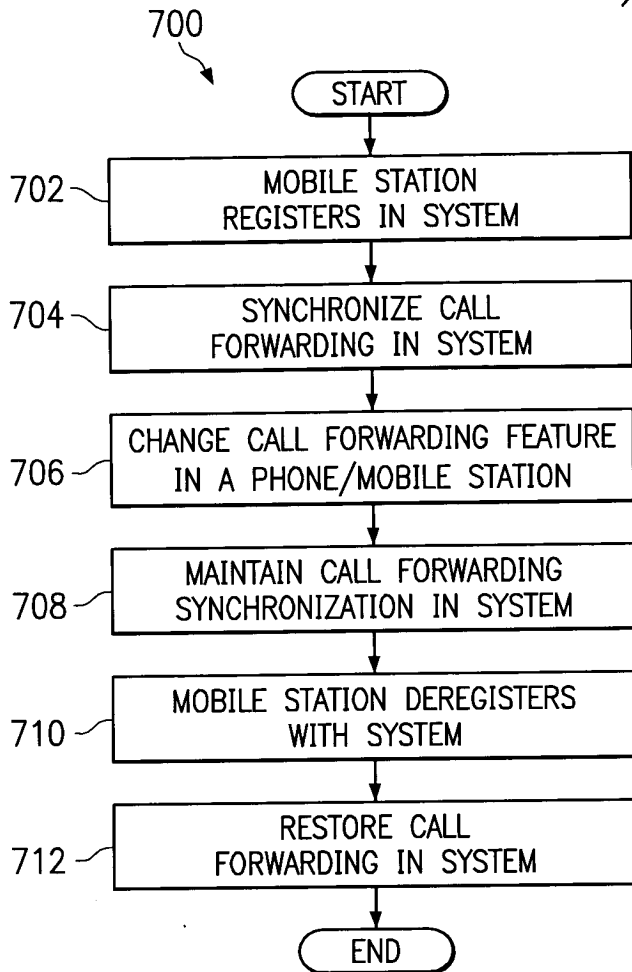 700
START
702
MOBILE STATION
REGISTERS IN SYSTEM
704
SYNCHRONIZE CALL
FORWARDING IN SYSTEM
706
CHANGE CALL FORWARDING FEATURE
IN A PHONE/MOBILE STATION
708
MAINTAIN CALL FORWARDING
SYNCHRONIZATION IN SYSTEM
710
MOBILE STATION DEREGISTERS
WITH SYSTEM
712
RESTORE CALL
FORWARDING IN SYSTEM
END